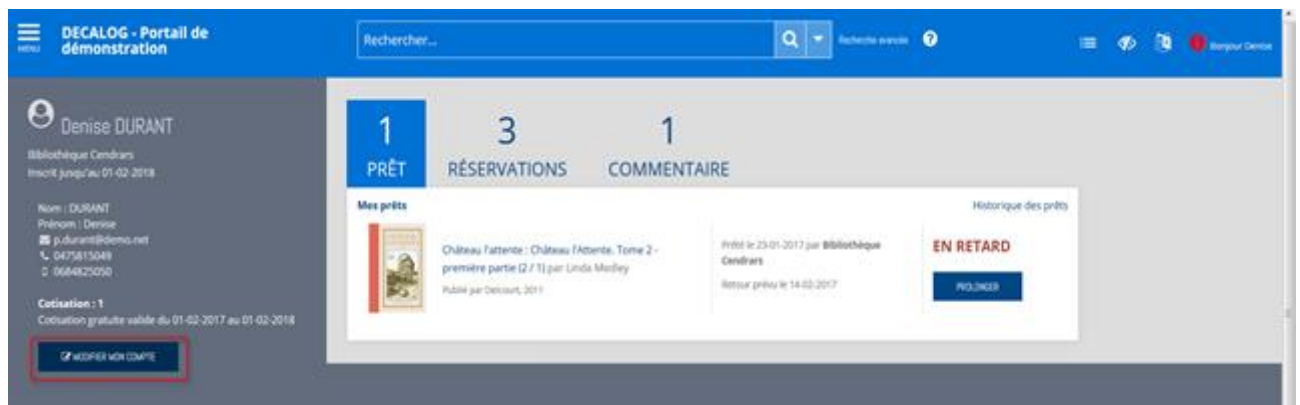 MENU
DECALOG - Portail de
démonstration
Rechercher...
Recherche avancée
?
Bonjour Denise
Denise DURANT
Bibliothèque Cendrars
Inscrit jusqu'au 01-02-2018
Nom : DURANT
Prénom : Denise
p.durant@demo.net
0475815049
0684825050
Cotisation : 1
Cotisation gratuite valide du 01-02-2017 au 01-02-2018
MODIFIER MON COMPTE
1
PRÊT
3
RÉSERVATIONS
1
COMMENTAIRE
Mes prêts
Historique des prêts
Château l'attente : Château l'Attente. Tome 2 -
première partie (2 / 1) par Linda Medley
Publié par Delcourt, 2011
Prêté le 23-01-2017 par Bibliothèque
Cendrars
Retour prévu le 14-02-2017
EN RETARD
PROLONGER